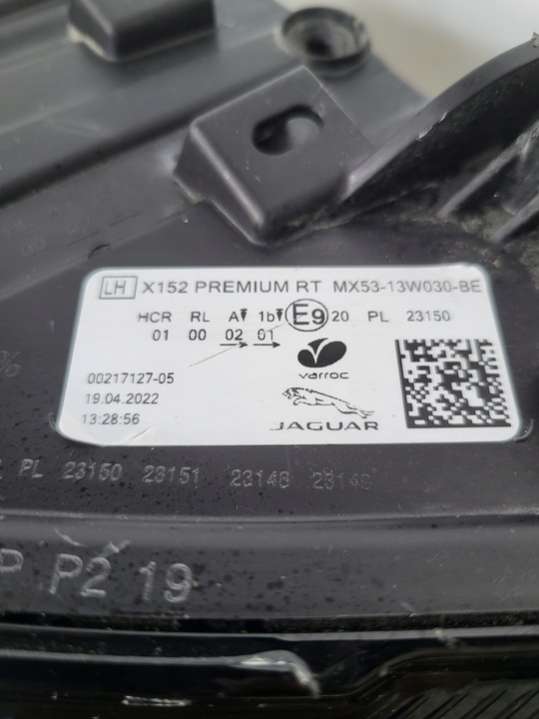 LH X152 PREMIUM RT MX53-13W030-BE
HCR RL A 1b E9 20 PL 23150
01 00 02 01
varroc
00217127-05
19.04.2022
13:28:56
JAGUAR
PL 23150 23151 23148
P P2 19